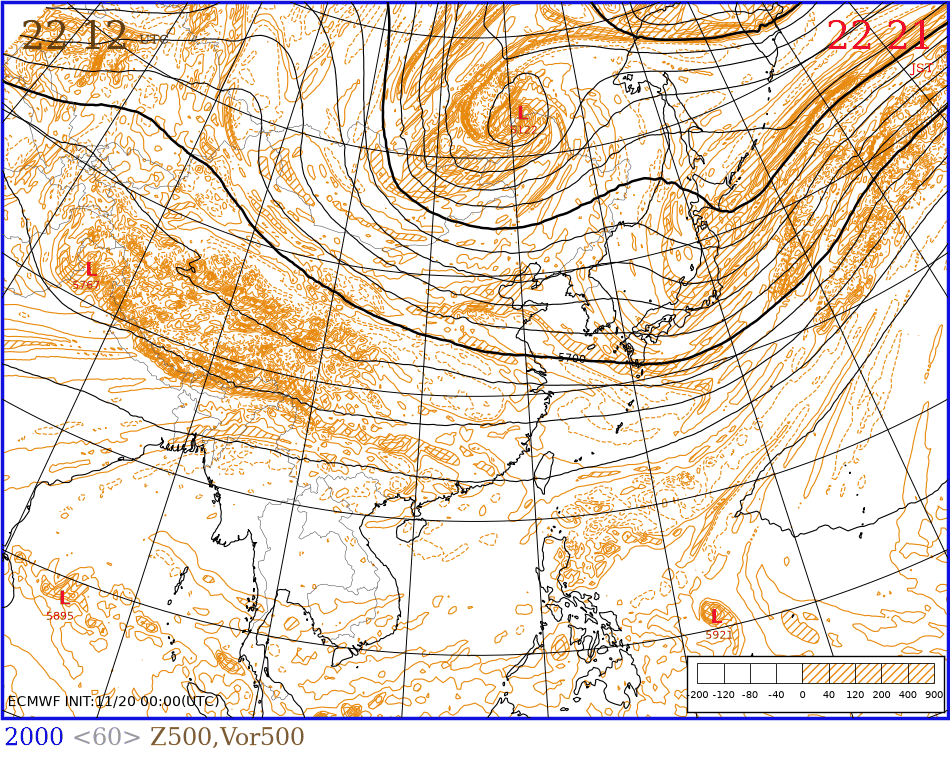 22 12 UTC
22 21
JST
L
5122
L
5767
5700
L
5895
L
5921
-200 -120 -80 -40 0 40 120 200 400 900
ECMWF INIT:11/20 00:00(UTC)
2000 <60> Z500,Vor500